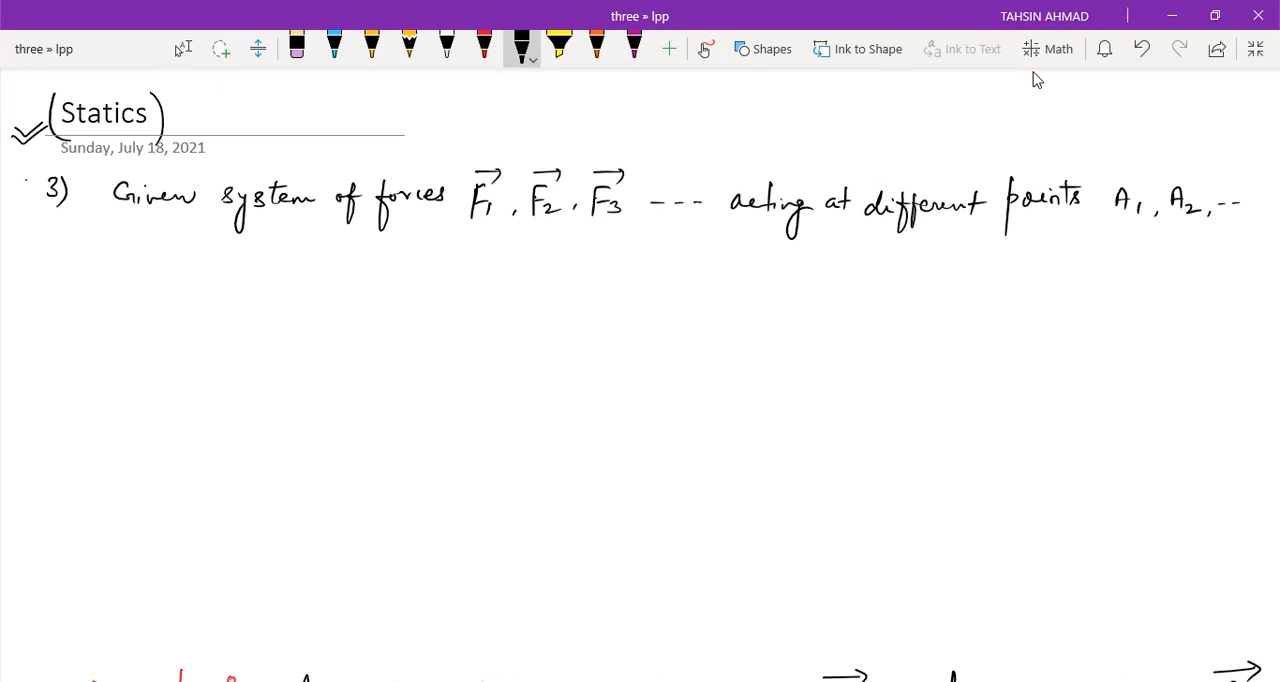 three » lpp
TAHSIN AHMAD
three » lpp
Shapes
Ink to Shape
Ink to Text
Math
(Statics)
Sunday, July 18, 2021
3) Given system of forces F₁, F₂, F₃ --- acting at different points A₁, A₂, --